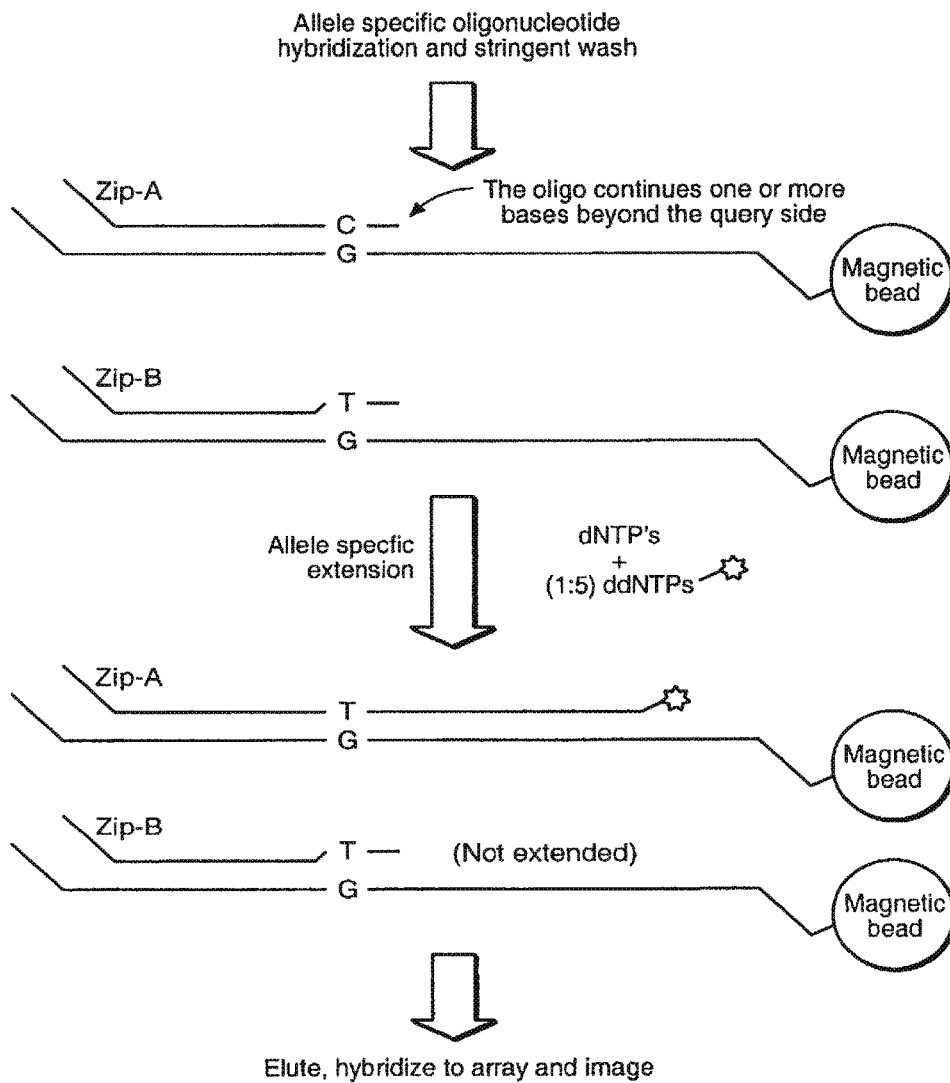 Allele specific oligonucleotide
hybridization and stringent wash
Zip-A
C
The oligo continues one or more
bases beyond the query side
G
Magnetic
bead
Zip-B
T
G
Magnetic
bead
Allele specfic
extension
dNTP's
+
(1:5) ddNTPs
Zip-A
T
G
Magnetic
bead
Zip-B
T
(Not extended)
G
Magnetic
bead
Elute, hybridize to array and image